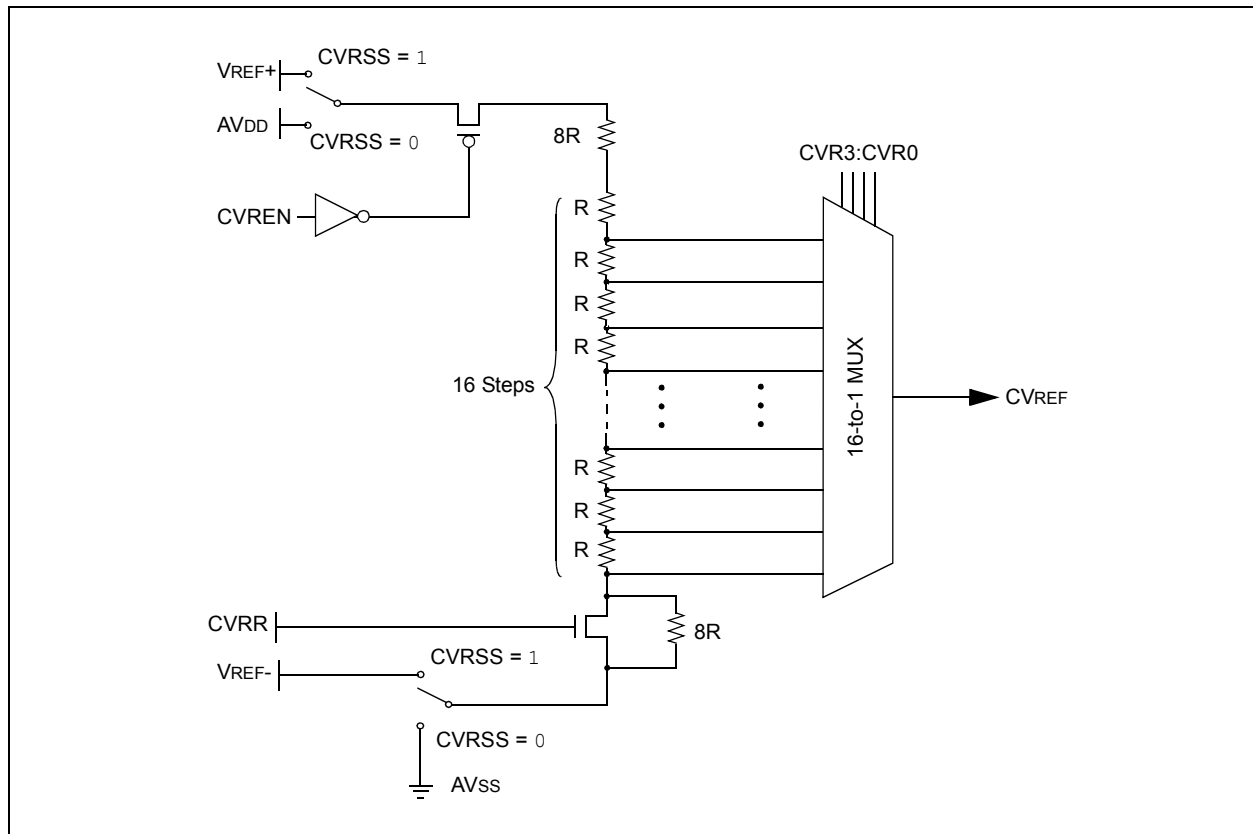 CVRSS = 1
VREF+
AVDD
CVRSS = 0
8R
CVR3:CVR0
CVREN
R
R
R
R
16 Steps
16-to-1 MUX
CVREF
R
R
R
CVRR
8R
CVRSS = 1
VREF-
CVRSS = 0
AVSS